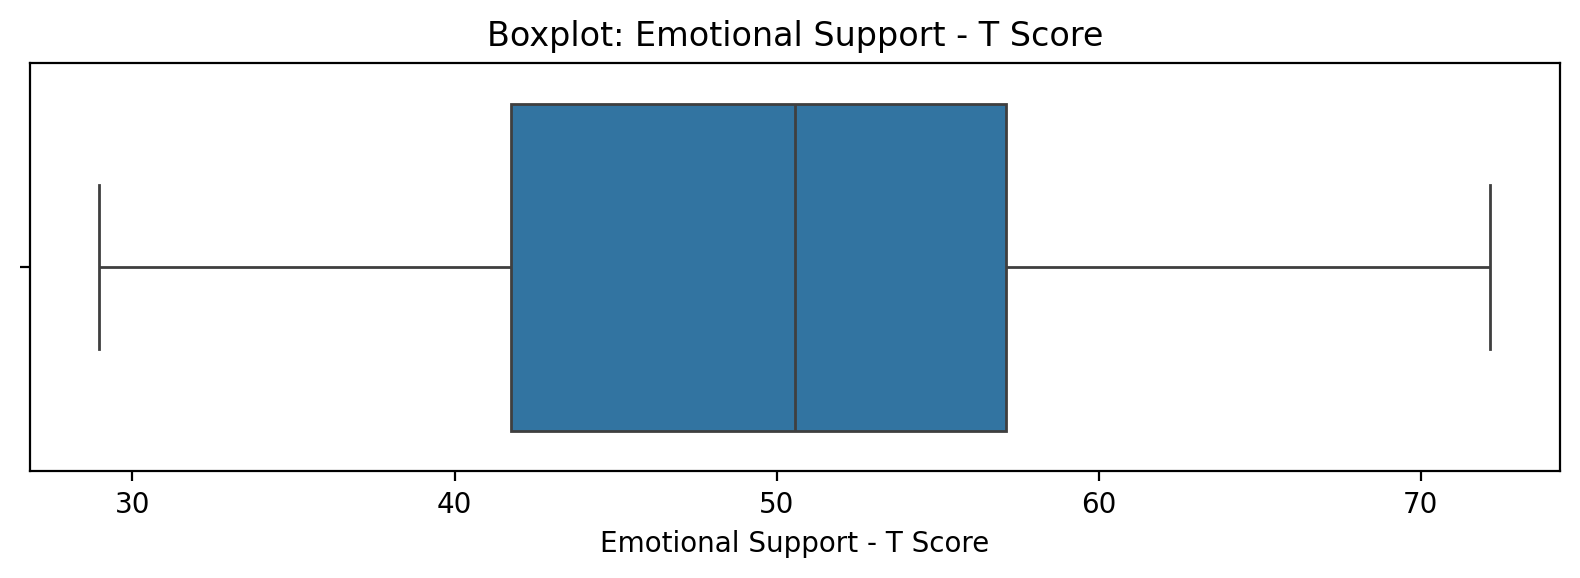 Boxplot: Emotional Support - T Score
30 40 50 60 70
Emotional Support - T Score